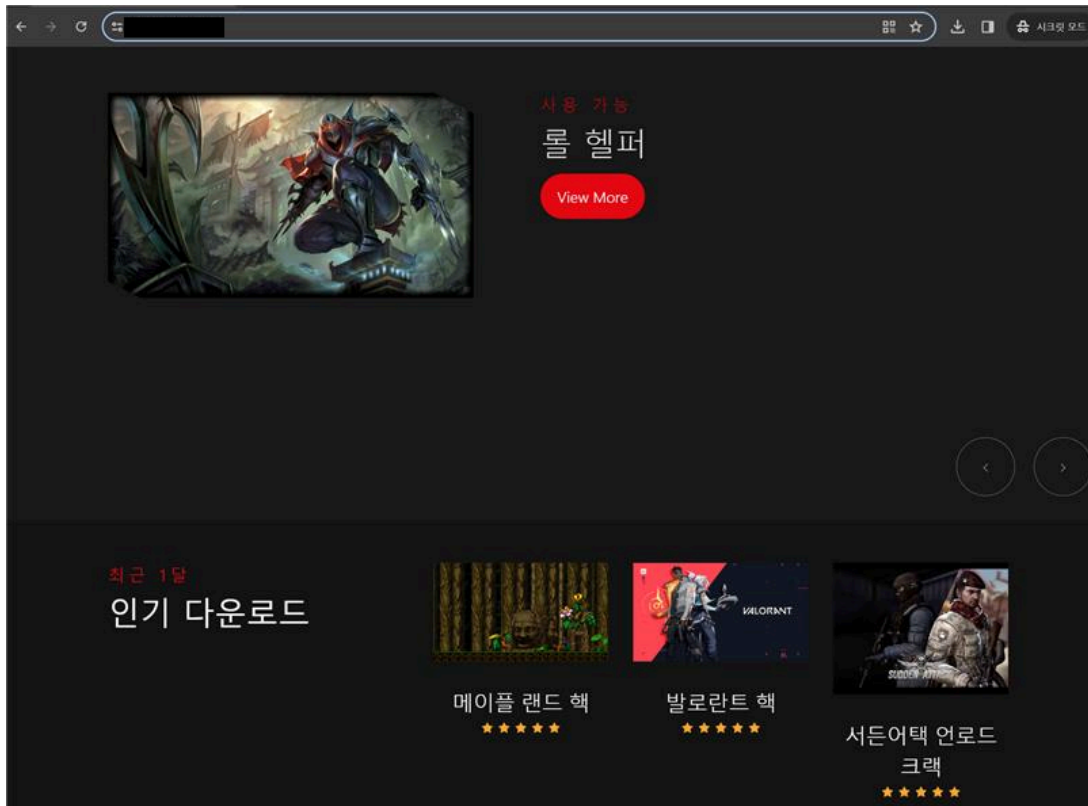 시크릿 모드
사용 가능
롤 헬퍼
View More
최근 1달
인기 다운로드
VALORANT
SUDDEN ATTACK
메이플 랜드 핵
발로란트 핵
서든어택 언로드
크랙